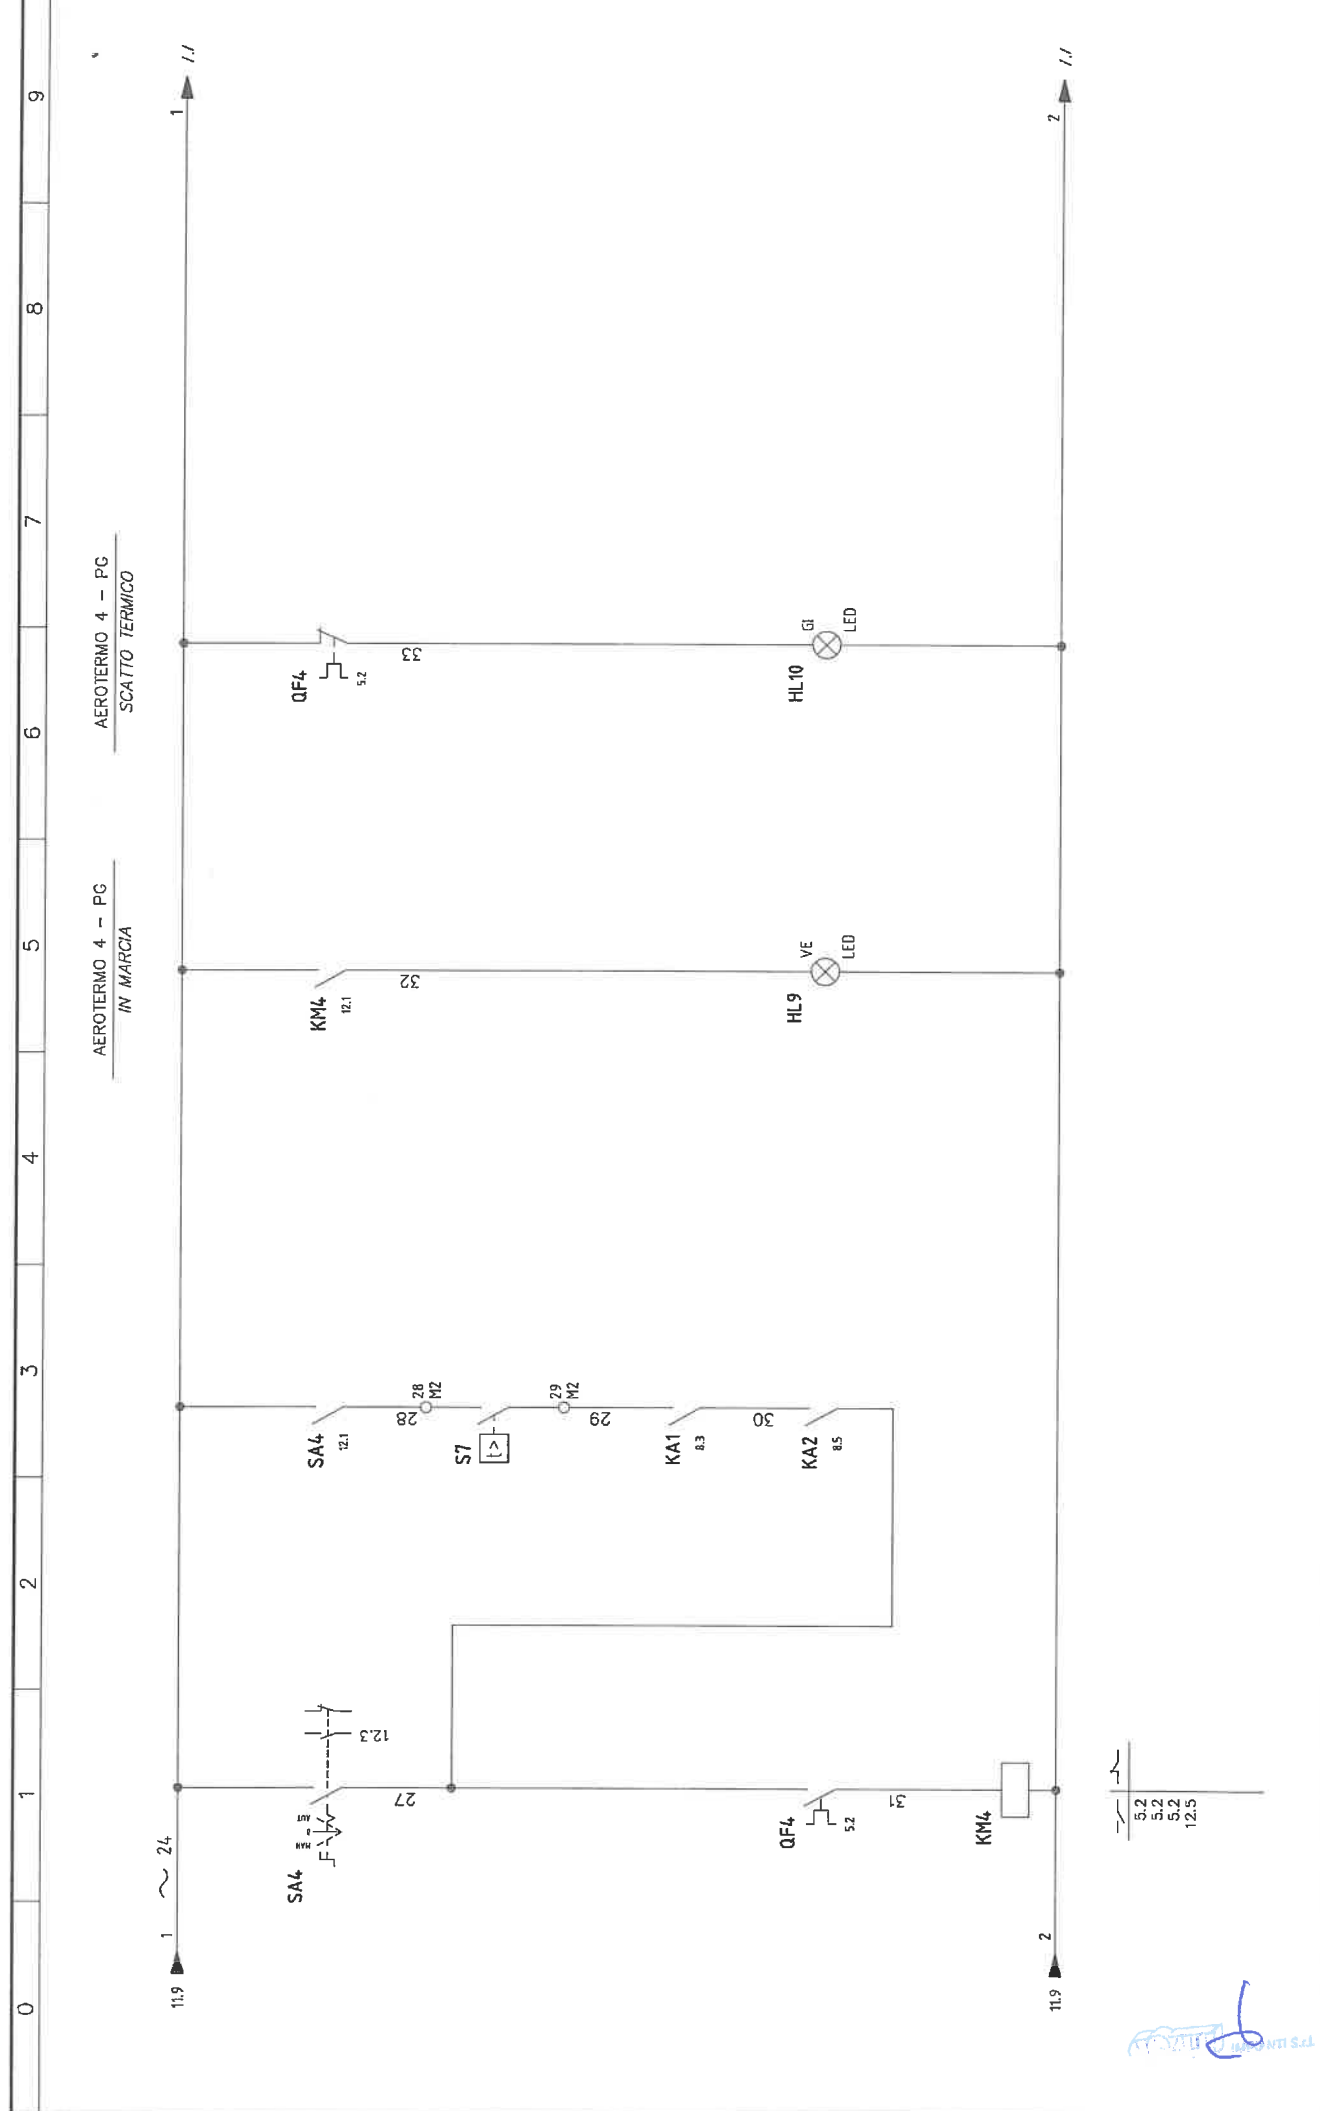 0 1 2 3 4 5 6 7 8 9
AEROTERMO 4 - PG
IN MARCIA
AEROTERMO 4 - PG
SCATTO TERMICO
11.9
1
~ 24
1
/./
SA4
MAN 0 AUT
12.3
27
SA4
12.1
28
28
M2
S7
t>
29
29
M2
KA1
8.3
30
KA2
8.5
KM4
12.1
32
QF4
5.2
33
QF4
5.2
31
HL9
VE
LED
HL10
GI
LED
KM4
11.9
2
2
/./
5.2
5.2
5.2
12.5
S.r.l.